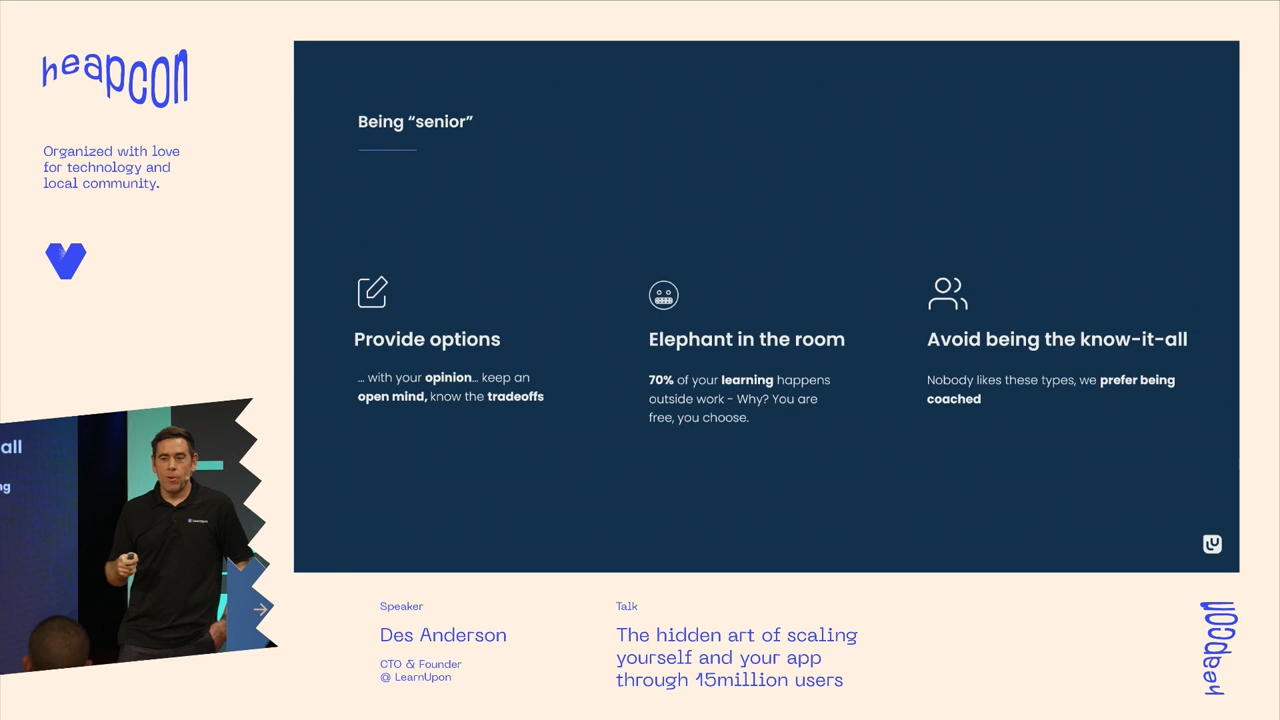 heapcon
Organized with love
for technology and
local community.
Being “senior”
Provide options
... with your opinion... keep an
open mind, know the tradeoffs
Elephant in the room
70% of your learning happens
outside work - Why? You are
free, you choose.
Avoid being the know-it-all
Nobody likes these types, we prefer being
coached
all
ng
LearnUpon
Speaker
Des Anderson
CTO & Founder
@ LearnUpon
Talk
The hidden art of scaling
yourself and your app
through 15million users
heapcon